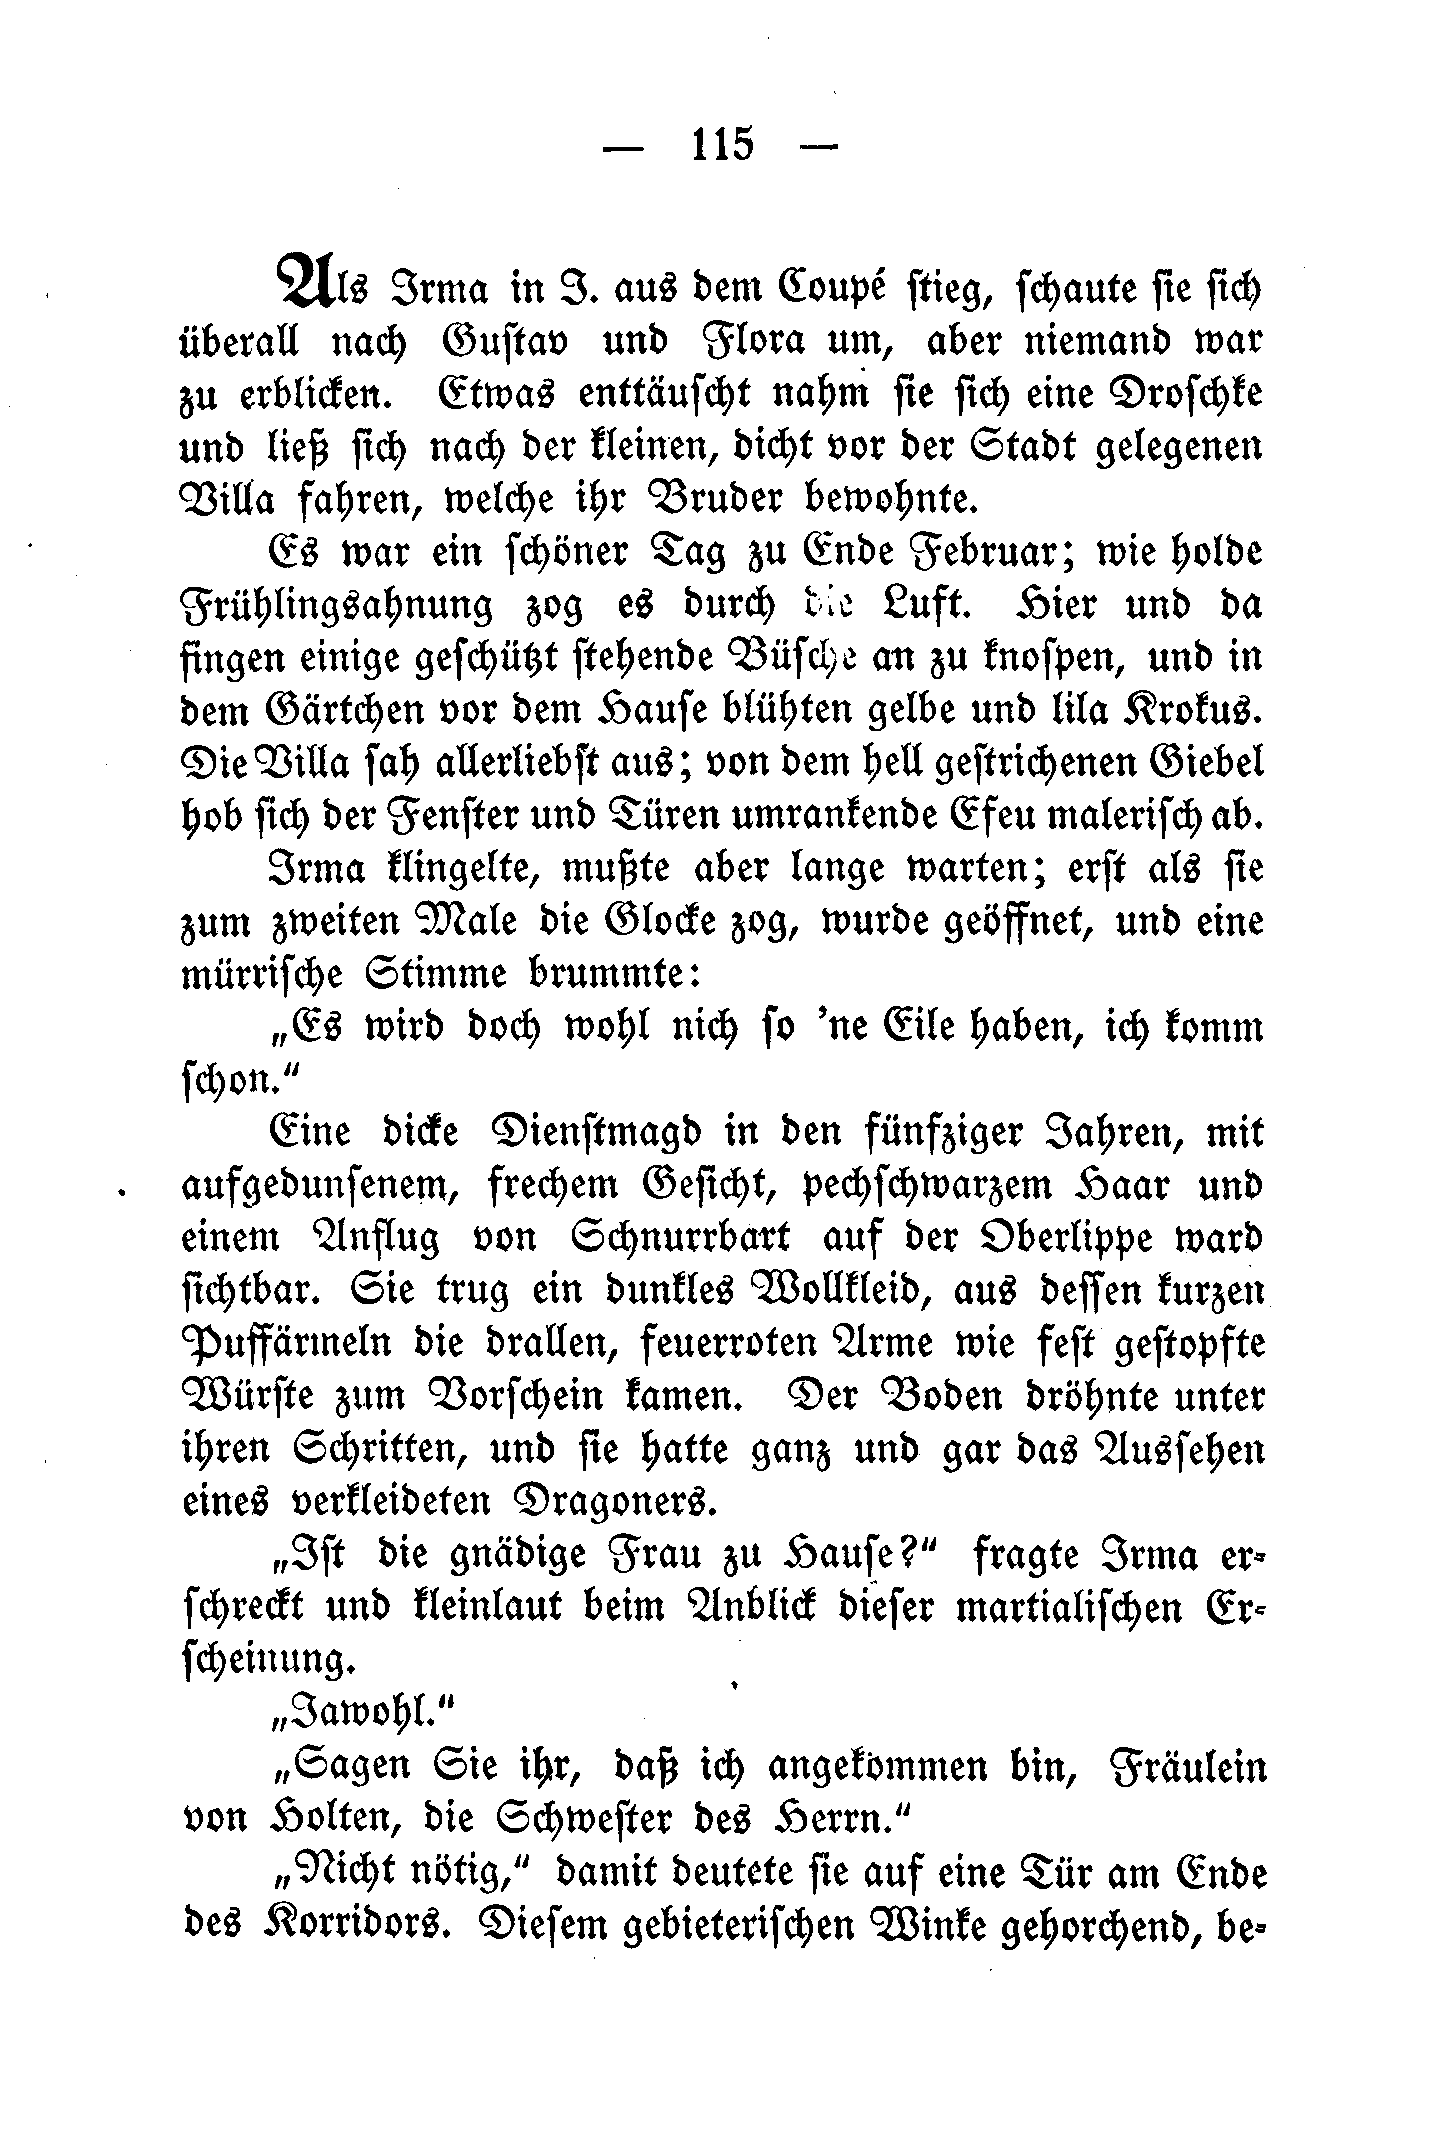 — 115 —
Als Irma in J. aus dem Coupé stieg, schaute sie sich
überall nach Gustav und Flora um, aber niemand war
zu erblicken. Etwas enttäuscht nahm sie sich eine Droschke
und ließ sich nach der kleinen, dicht vor der Stadt gelegenen
Villa fahren, welche ihr Bruder bewohnte.
Es war ein schöner Tag zu Ende Februar; wie holde
Frühlingsahnung zog es durch die Luft. Hier und da
fingen einige geschützt stehende Büsche an zu knospen, und in
dem Gärtchen vor dem Hause blühten gelbe und lila Krokus.
Die Villa sah allerliebst aus; von dem hell gestrichenen Giebel
hob sich der Fenster und Türen umrankende Efeu malerisch ab.
Irma klingelte, mußte aber lange warten; erst als sie
zum zweiten Male die Glocke zog, wurde geöffnet, und eine
mürrische Stimme brummte:
„Es wird doch wohl nich so 'ne Eile haben, ich komm
schon.“
Eine dicke Dienstmagd in den fünfziger Jahren, mit
aufgedunsenem, frechem Gesicht, pechschwarzem Haar und
einem Anflug von Schnurrbart auf der Oberlippe ward
sichtbar. Sie trug ein dunkles Wollkleid, aus dessen kurzen
Puffärmeln die drallen, feuerroten Arme wie fest gestopfte
Würste zum Vorschein kamen. Der Boden dröhnte unter
ihren Schritten, und sie hatte ganz und gar das Aussehen
eines verkleideten Dragoners.
„Ist die gnädige Frau zu Hause?“ fragte Irma er-
schreckt und kleinlaut beim Anblick dieser martialischen Er-
scheinung.
„Jawohl.“
„Sagen Sie ihr, daß ich angekommen bin, Fräulein
von Holten, die Schwester des Herrn.“
„Nicht nötig,“ damit deutete sie auf eine Tür am Ende
des Korridors. Diesem gebieterischen Winke gehorchend, be-